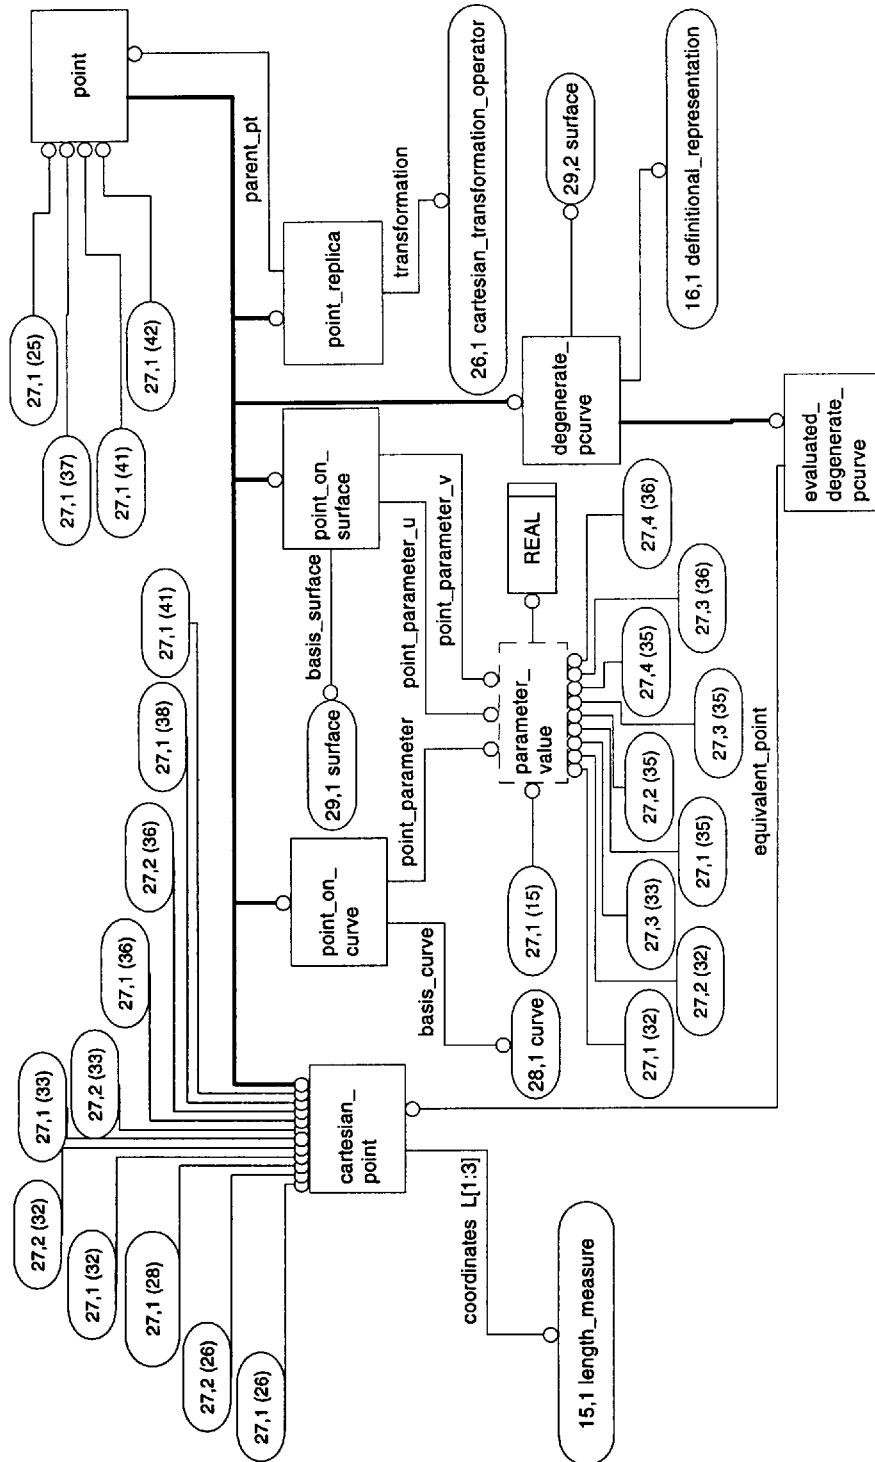 27,2 (32)
27,1 (33)
27,2 (33)
27,1 (36)
27,2 (36)
27,1 (38)
27,1 (41)
27,1 (37)
27,1 (25)
27,1 (41)
27,1 (42)
point
27,1 (32)
27,1 (28)
27,2 (26)
27,1 (26)
cartesian_
point
point_on_
curve
29,1 surface
basis_surface
point_on_
surface
point_replica
parent_pt
coordinates L[1:3]
basis_curve
point_parameter
point_parameter_u
point_parameter_v
transformation
26,1 cartesian_transformation_operator
15,1 length_measure
28,1 curve
27,1 (15)
parameter_
value
REAL
degenerate_
pcurve
29,2 surface
16,1 definitional_representation
27,1 (32)
27,2 (32)
27,3 (33)
27,1 (35)
27,2 (35)
27,3 (35)
27,4 (35)
27,3 (36)
27,4 (36)
equivalent_point
evaluated_
degenerate_
pcurve